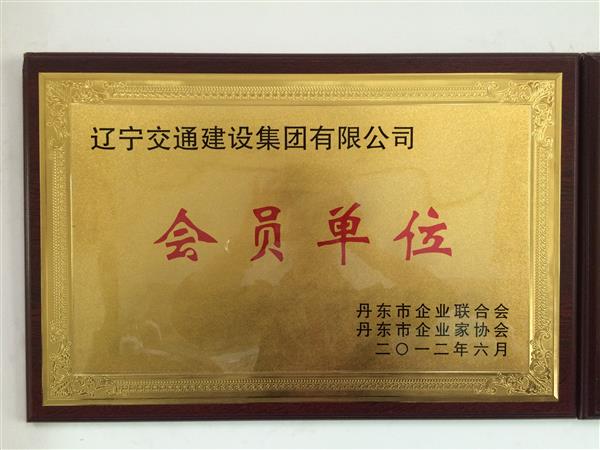 辽宁交通建设集团有限公司
会员单位
丹东市企业联合会
丹东市企业家协会
二〇一二年六月